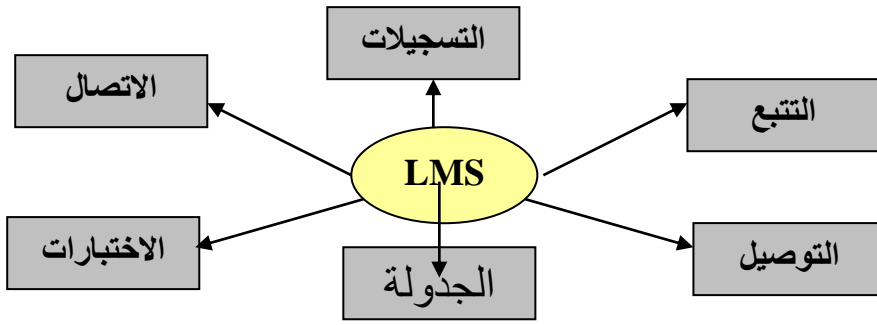 التسجيلات
الاتصال
التتبع
LMS
الاختبارات
الجدولة
التوصيل